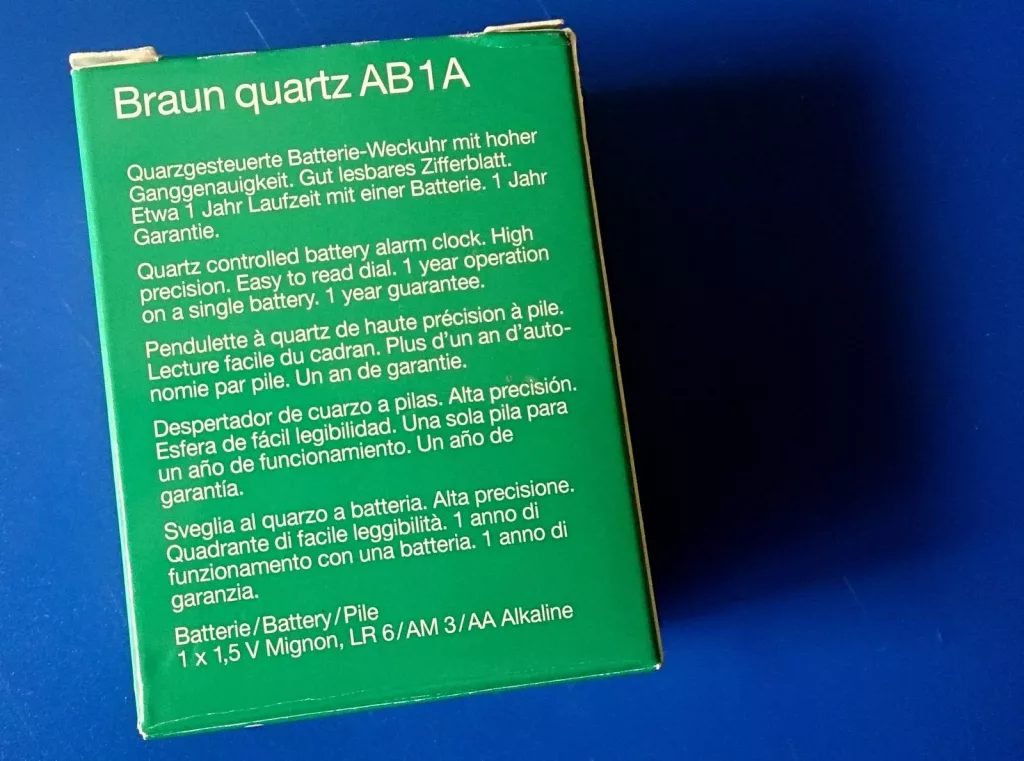 Braun quartz AB 1 A
Quarzgesteuerte Batterie-Weckuhr mit hoher
Ganggenauigkeit. Gut lesbares Zifferblatt.
Etwa 1 Jahr Laufzeit mit einer Batterie. 1 Jahr
Garantie.
Quartz controlled battery alarm clock. High
precision. Easy to read dial. 1 year operation
on a single battery. 1 year guarantee.
Pendulette à quartz de haute précision à pile.
Lecture facile du cadran. Plus d'un an d'auto-
nomie par pile. Un an de garantie.
Despertador de cuarzo a pilas. Alta precisión.
Esfera de fácil legibilidad. Una sola pila para
un año de funcionamiento. Un año de
garantía.
Sveglia al quarzo a batteria. Alta precisione.
Quadrante di facile leggibilità. 1 anno di
funzionamento con una batteria. 1 anno di
garanzia.
Batterie/Battery/Pile
1 x 1,5 V Mignon, LR 6/AM 3/AA Alkaline